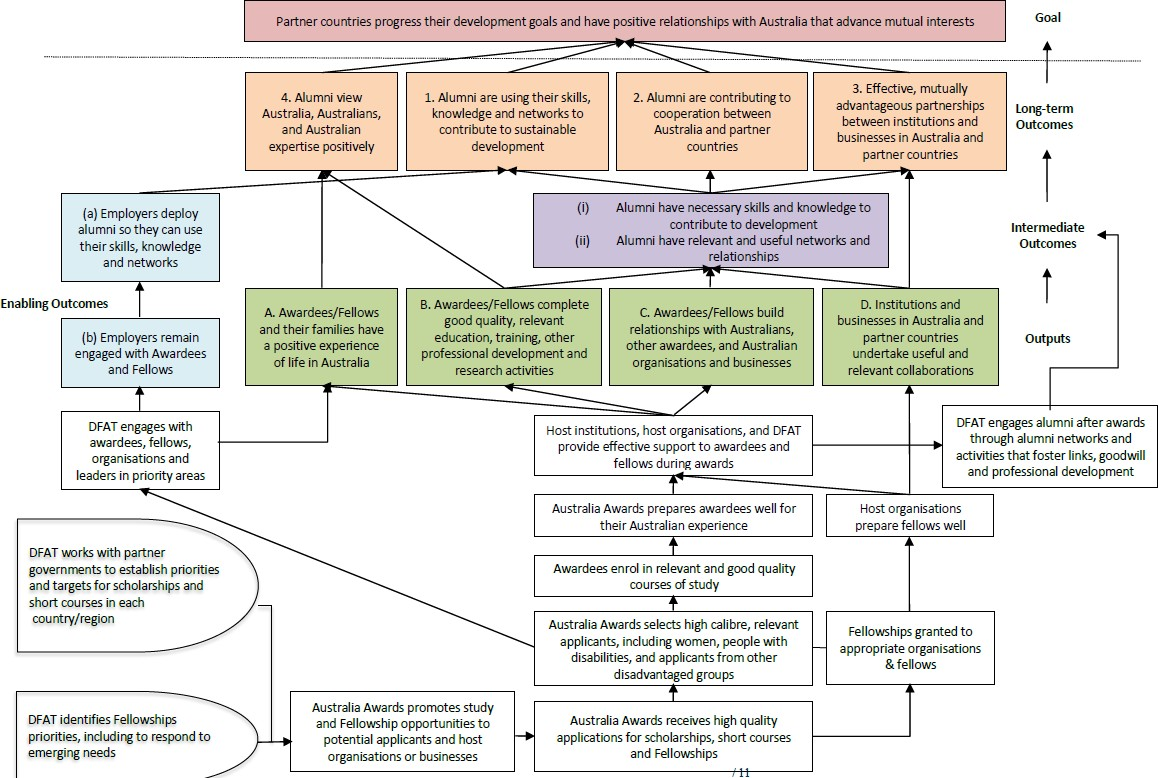 Partner countries progress their development goals and have positive relationships with Australia that advance mutual interests
Goal
4. Alumni view
Australia, Australians,
and Australian
expertise positively
1. Alumni are using their skills,
knowledge and networks to
contribute to sustainable
development
2. Alumni are contributing to
cooperation between
Australia and partner
countries
3. Effective, mutually
advantageous partnerships
between institutions and
businesses in Australia and
partner countries
Long-term
Outcomes
(a) Employers deploy
alumni so they can use
their skills, knowledge
and networks
(i) Alumni have necessary skills and knowledge to
contribute to development
(ii) Alumni have relevant and useful networks and
relationships
Intermediate
Outcomes
Enabling Outcomes
(b) Employers remain
engaged with Awardees
and Fellows
A. Awardees/Fellows
and their families have
a positive experience
of life in Australia
B. Awardees/Fellows complete
good quality, relevant
education, training, other
professional development and
research activities
C. Awardees/Fellows build
relationships with Australians,
other awardees, and Australian
organisations and businesses
D. Institutions and
businesses in Australia and
partner countries
undertake useful and
relevant collaborations
Outputs
DFAT engages with
awardees, fellows,
organisations and
leaders in priority areas
Host institutions, host organisations, and DFAT
provide effective support to awardees and
fellows during awards
DFAT engages alumni after awards
through alumni networks and
activities that foster links, goodwill
and professional development
Australia Awards prepares awardees well for
their Australian experience
Host organisations
prepare fellows well
DFAT works with partner
governments to establish priorities
and targets for scholarships and
short courses in each
country/region
Awardees enrol in relevant and good quality
courses of study
Australia Awards selects high calibre, relevant
applicants, including women, people with
disabilities, and applicants from other
disadvantaged groups
Fellowships granted to
appropriate organisations
& fellows
DFAT identifies Fellowships
priorities, including to respond to
emerging needs
Australia Awards promotes study
and Fellowship opportunities to
potential applicants and host
organisations or businesses
Australia Awards receives high quality
applications for scholarships, short courses
and Fellowships
/ 11